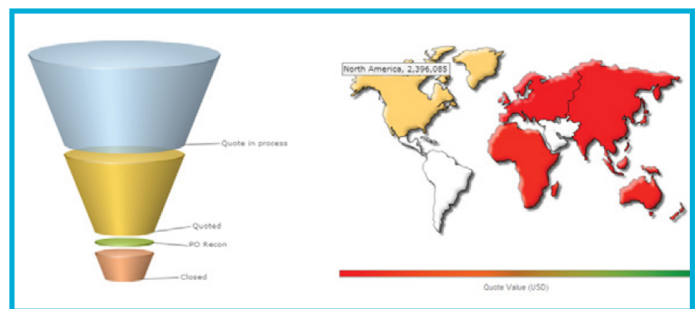 Quote in process
Quoted
PO Recon
Closed
North America, 2,396,085
Quote Value (USD)